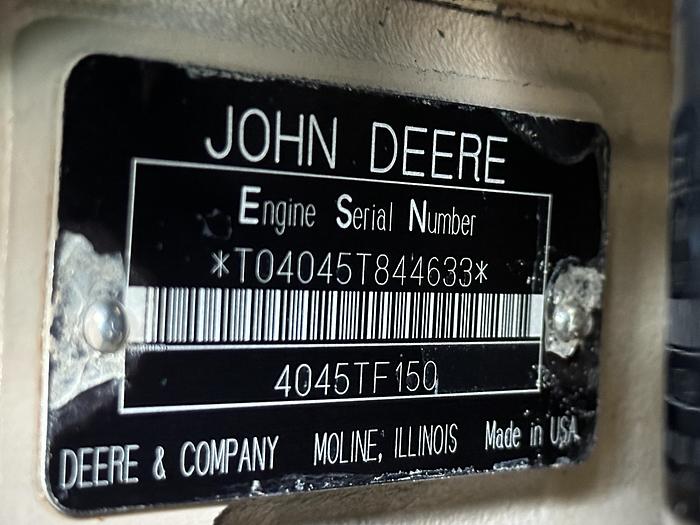 JOHN DEERE
Engine Serial Number
*T04045T844633*
4045TF150
DEERE & COMPANY MOLINE, ILLINOIS Made in USA